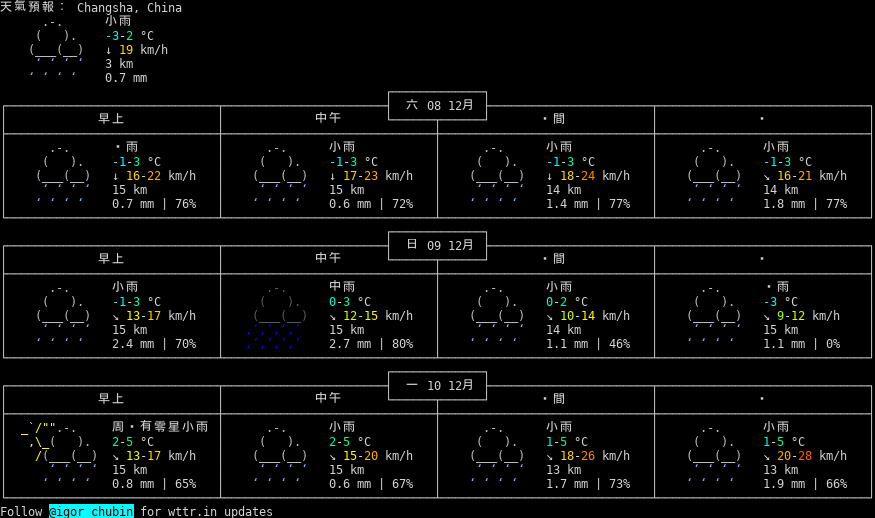 天氣預報： Changsha, China
小雨
-3-2 °C
↓ 19 km/h
3 km
0.7 mm
六 08 12月
早上 中午 ・間 ・
・雨 小雨 小雨 小雨
-1-3 °C -1-3 °C -1-3 °C -1-3 °C
↓ 16-22 km/h ↓ 17-23 km/h ↓ 18-24 km/h ↘ 16-21 km/h
15 km 15 km 14 km 14 km
0.7 mm | 76% 0.6 mm | 72% 1.4 mm | 77% 1.8 mm | 77%
日 09 12月
早上 中午 ・間 ・
小雨 中雨 小雨 ・雨
-1-3 °C 0-3 °C 0-2 °C -3 °C
↘ 13-17 km/h ↘ 12-15 km/h ↘ 10-14 km/h ↘ 9-12 km/h
15 km 15 km 14 km 15 km
2.4 mm | 70% 2.7 mm | 80% 1.1 mm | 46% 1.1 mm | 0%
一 10 12月
早上 中午 ・間 ・
周・有零星小雨 小雨 小雨 小雨
2-5 °C 2-5 °C 1-5 °C 1-5 °C
↘ 13-17 km/h ↘ 15-20 km/h ↘ 18-26 km/h ↘ 20-28 km/h
15 km 15 km 13 km 13 km
0.8 mm | 65% 0.6 mm | 67% 1.7 mm | 73% 1.9 mm | 66%
Follow @igor_chubin for wttr.in updates